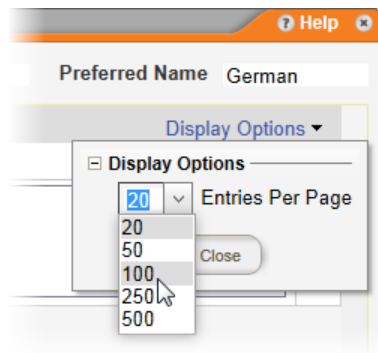 ? Help
Preferred Name German
Display Options
Display Options
20 Entries Per Page
20
50
100
250
500
Close